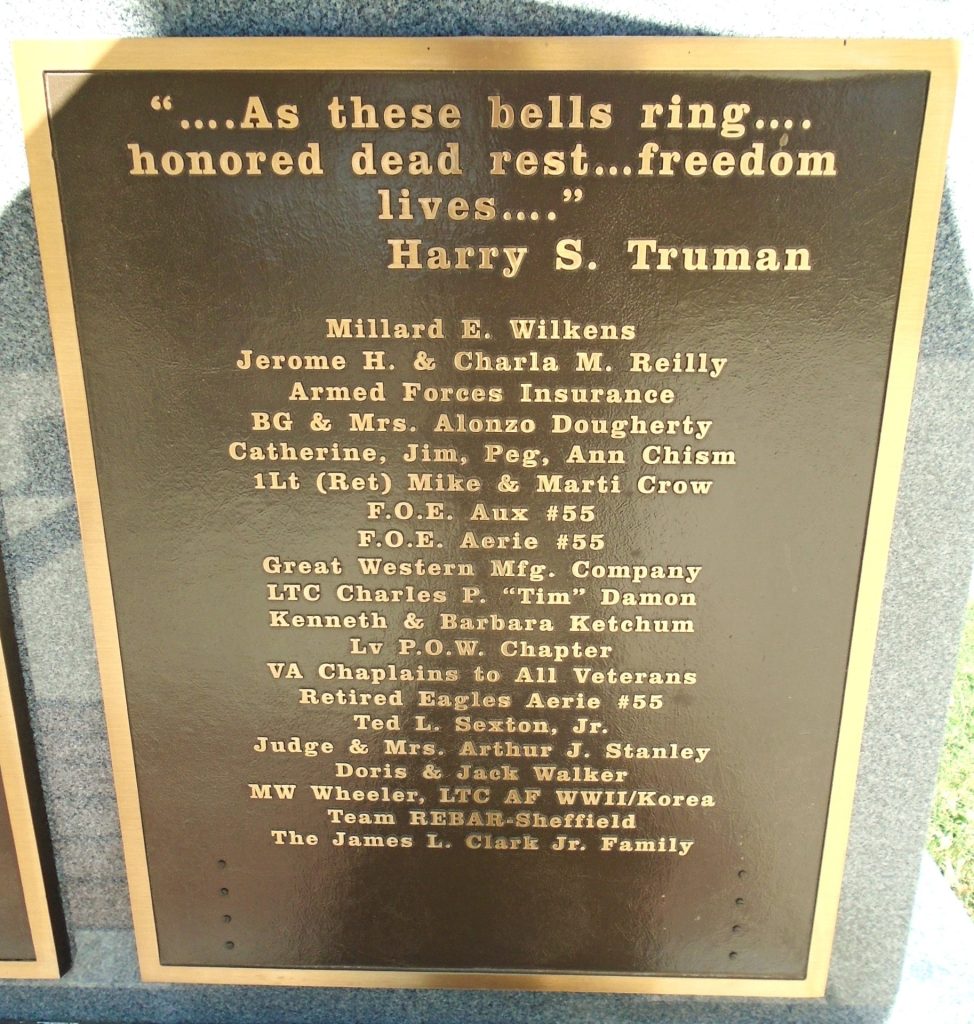 “....As these bells ring....
honored dead rest...freedom
lives....”
Harry S. Truman
Millard E. Wilkens
Jerome H. & Charla M. Reilly
Armed Forces Insurance
BG & Mrs. Alonzo Dougherty
Catherine, Jim, Peg, Ann Chism
1Lt (Ret) Mike & Marti Crow
F.O.E. Aux #55
F.O.E. Aerie #55
Great Western Mfg. Company
LTC Charles P. “Tim” Damon
Kenneth & Barbara Ketchum
Lv P.O.W. Chapter
VA Chaplains to All Veterans
Retired Eagles Aerie #55
Ted L. Sexton, Jr.
Judge & Mrs. Arthur J. Stanley
Doris & Jack Walker
MW Wheeler, LTC AF WWII/Korea
Team REBAR-Sheffield
The James L. Clark Jr. Family